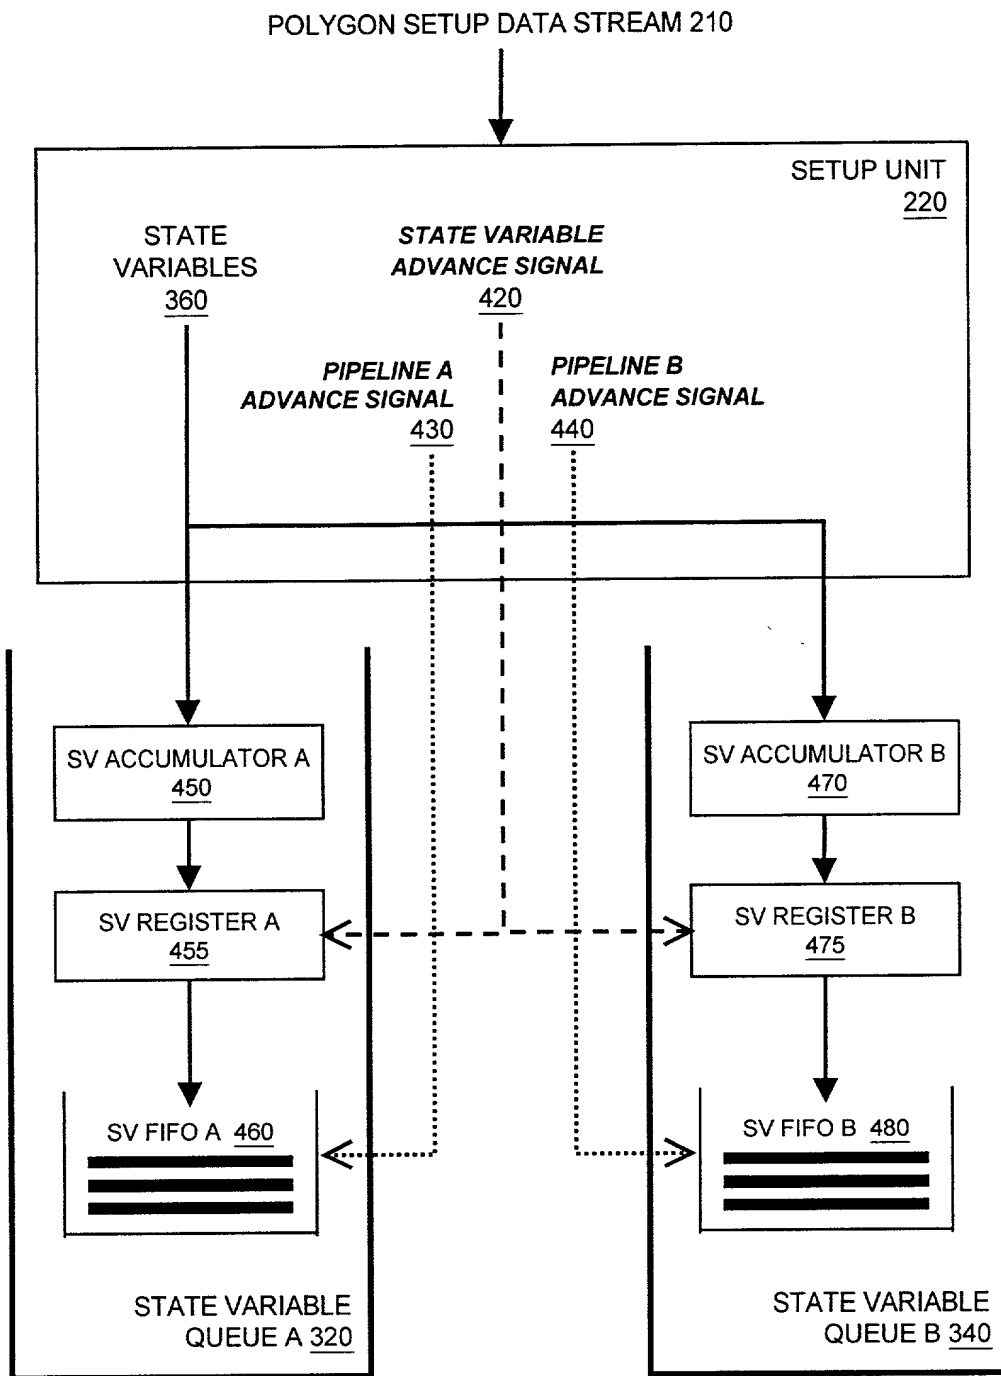 POLYGON SETUP DATA STREAM 210
SETUP UNIT
220
STATE
VARIABLES
360
STATE VARIABLE
ADVANCE SIGNAL
420
PIPELINE A
ADVANCE SIGNAL
430
PIPELINE B
ADVANCE SIGNAL
440
SV ACCUMULATOR A
450
SV ACCUMULATOR B
470
SV REGISTER A
455
SV REGISTER B
475
SV FIFO A 460
SV FIFO B 480
STATE VARIABLE
QUEUE A 320
STATE VARIABLE
QUEUE B 340